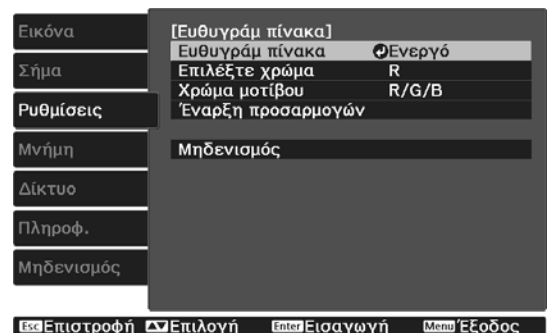 Εικόνα
Σήμα
Ρυθμίσεις
Μνήμη
Δίκτυο
Πληροφ.
Μηδενισμός
[Ευθυγράμ πίνακα]
Ευθυγράμ πίνακα Ενεργό
Επιλέξτε χρώμα R
Χρώμα μοτίβου R/G/B
Έναρξη προσαρμογών
Μηδενισμός
Esc Επιστροφή Επιλογή Enter Εισαγωγή Menu Έξοδος